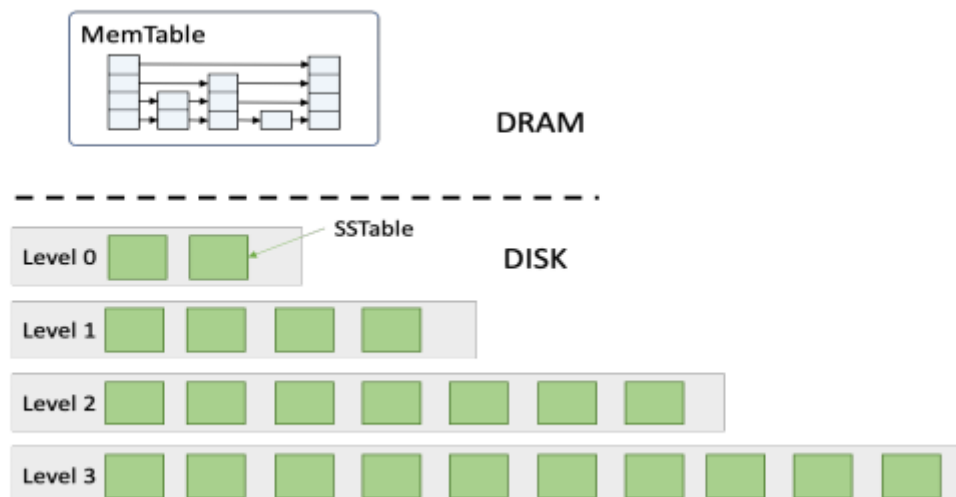 MemTable
DRAM
SSTable
Level 0
DISK
Level 1
Level 2
Level 3